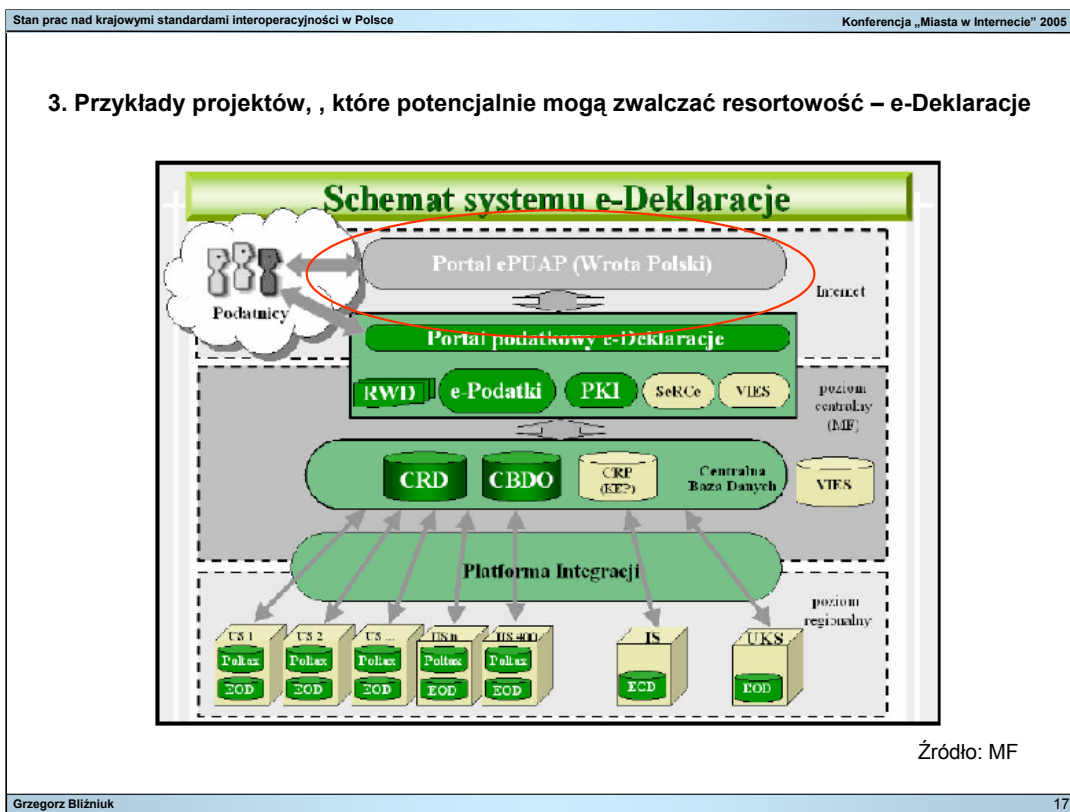 Stan prac nad krajowymi standardami interoperacyjności w Polsce
Konferencja „Miasta w Internecie” 2005
3. Przykłady projektów, , które potencjalnie mogą zwalczać resortowość – e-Deklaracje
Schemat systemu e-Deklaracje
Portal ePUAP (Wrota Polski)
Podatnicy
Internet
Portal podatkowy e-Deklaracje
RWD
e-Podatki
PKI
SeRCe
VIES
poziom
centralny
(MF)
CRD
CBDO
CRP
(KEP)
Centralna
Baza Danych
VIES
Platforma Integracji
poziom
regionalny
US 1
US 2
US ...
US n
US 400
IS
UKS
Poltax
Poltax
Poltax
Poltax
Poltax
EOD
EOD
EOD
EOD
EOD
EOD
EOD
Źródło: MF
Grzegorz Bliźniuk
17